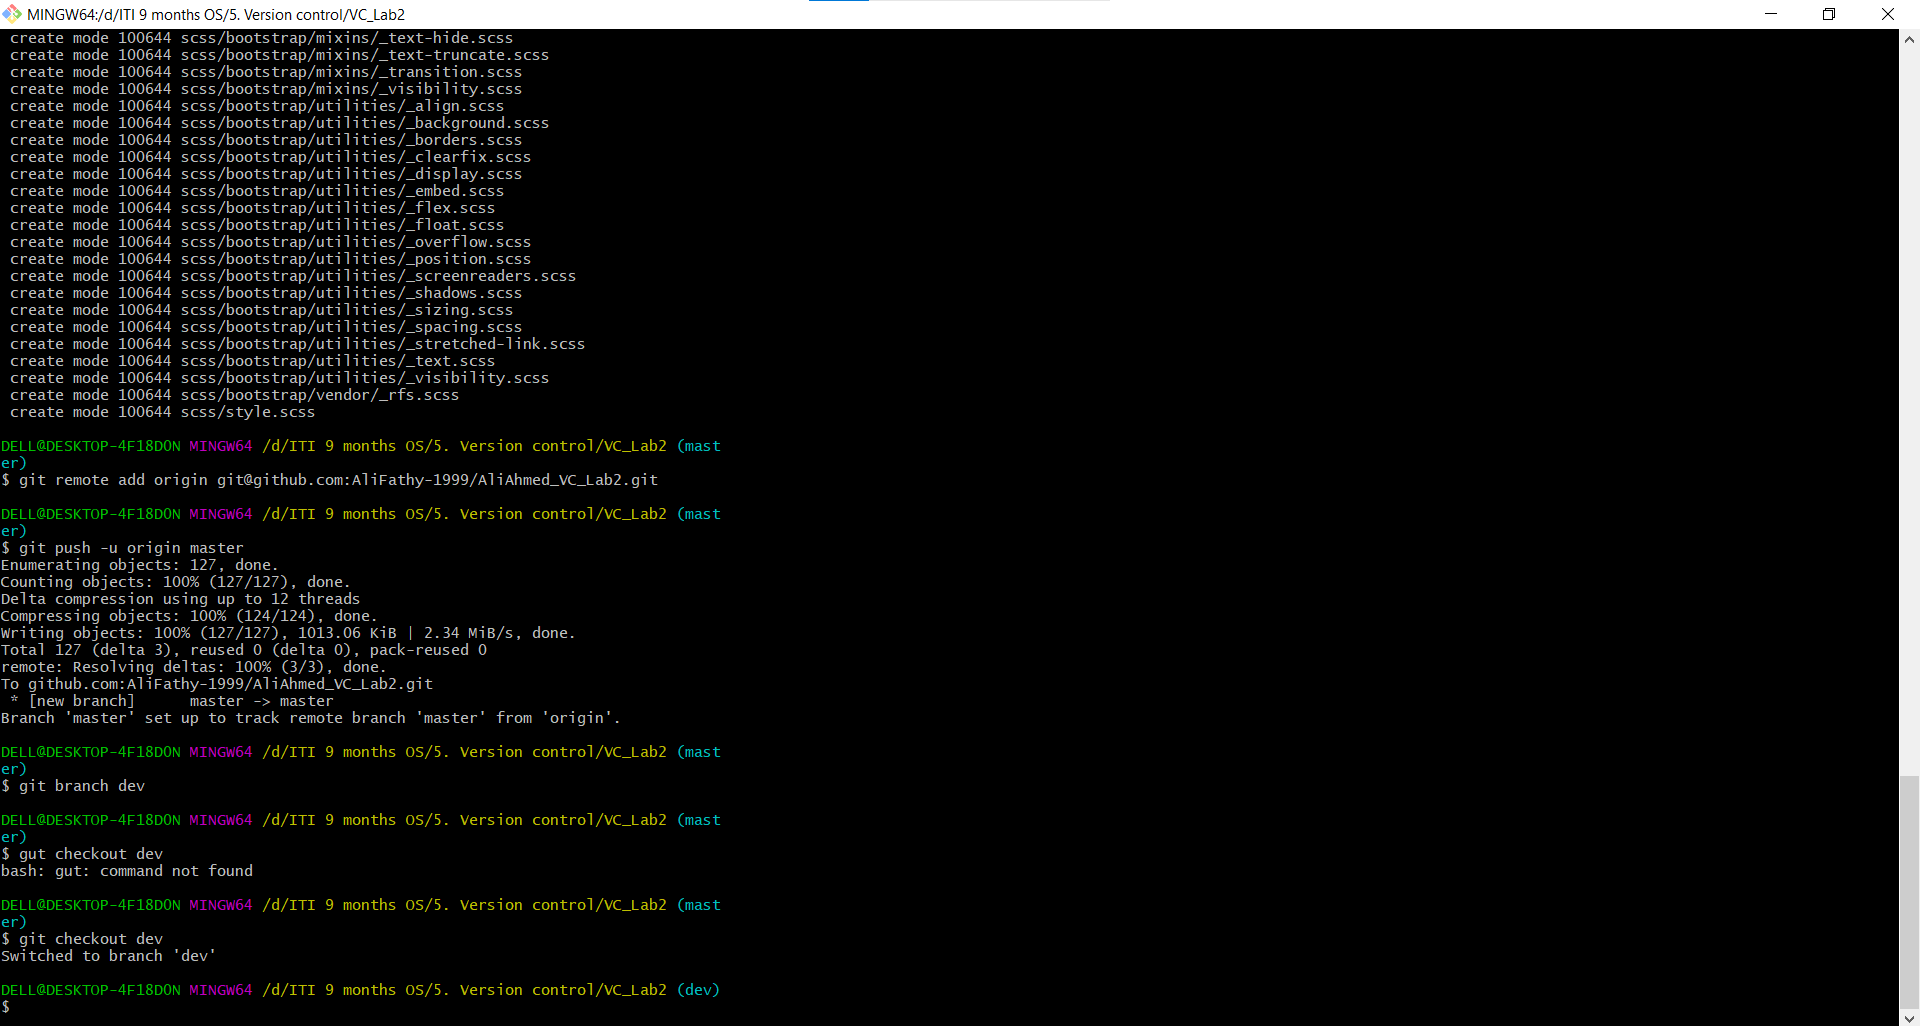 MINGW64:/d/ITI 9 months OS/5. Version control/VC_Lab2
create mode 100644 scss/bootstrap/mixins/_text-hide.scss
create mode 100644 scss/bootstrap/mixins/_text-truncate.scss
create mode 100644 scss/bootstrap/mixins/_transition.scss
create mode 100644 scss/bootstrap/mixins/_visibility.scss
create mode 100644 scss/bootstrap/utilities/_align.scss
create mode 100644 scss/bootstrap/utilities/_background.scss
create mode 100644 scss/bootstrap/utilities/_borders.scss
create mode 100644 scss/bootstrap/utilities/_clearfix.scss
create mode 100644 scss/bootstrap/utilities/_display.scss
create mode 100644 scss/bootstrap/utilities/_embed.scss
create mode 100644 scss/bootstrap/utilities/_flex.scss
create mode 100644 scss/bootstrap/utilities/_float.scss
create mode 100644 scss/bootstrap/utilities/_overflow.scss
create mode 100644 scss/bootstrap/utilities/_position.scss
create mode 100644 scss/bootstrap/utilities/_screenreaders.scss
create mode 100644 scss/bootstrap/utilities/_shadows.scss
create mode 100644 scss/bootstrap/utilities/_sizing.scss
create mode 100644 scss/bootstrap/utilities/_spacing.scss
create mode 100644 scss/bootstrap/utilities/_stretched-link.scss
create mode 100644 scss/bootstrap/utilities/_text.scss
create mode 100644 scss/bootstrap/utilities/_visibility.scss
create mode 100644 scss/bootstrap/vendor/_rfs.scss
create mode 100644 scss/style.scss
DELL@DESKTOP-4F18DON MINGW64 /d/ITI 9 months OS/5. Version control/VC_Lab2 (mast
er)
$ git remote add origin git@github.com:AliFathy-1999/AliAhmed_VC_Lab2.git
DELL@DESKTOP-4F18DON MINGW64 /d/ITI 9 months OS/5. Version control/VC_Lab2 (mast
er)
$ git push -u origin master
Enumerating objects: 127, done.
Counting objects: 100% (127/127), done.
Delta compression using up to 12 threads
Compressing objects: 100% (124/124), done.
Writing objects: 100% (127/127), 1013.06 KiB | 2.34 MiB/s, done.
Total 127 (delta 3), reused 0 (delta 0), pack-reused 0
remote: Resolving deltas: 100% (3/3), done.
To github.com:AliFathy-1999/AliAhmed_VC_Lab2.git
* [new branch]      master -> master
Branch 'master' set up to track remote branch 'master' from 'origin'.
DELL@DESKTOP-4F18DON MINGW64 /d/ITI 9 months OS/5. Version control/VC_Lab2 (mast
er)
$ git branch dev
DELL@DESKTOP-4F18DON MINGW64 /d/ITI 9 months OS/5. Version control/VC_Lab2 (mast
er)
$ gut checkout dev
bash: gut: command not found
DELL@DESKTOP-4F18DON MINGW64 /d/ITI 9 months OS/5. Version control/VC_Lab2 (mast
er)
$ git checkout dev
Switched to branch 'dev'
DELL@DESKTOP-4F18DON MINGW64 /d/ITI 9 months OS/5. Version control/VC_Lab2 (dev)
$